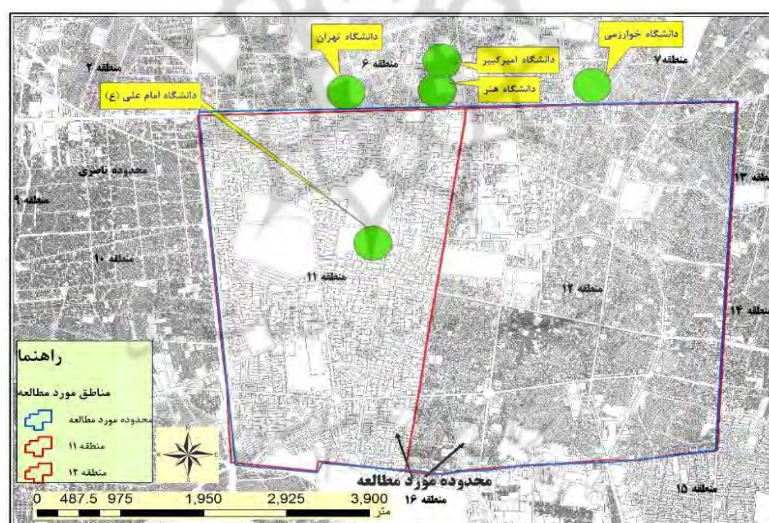 دانشگاه خوارزمی
دانشگاه امیرکبیر
دانشگاه تهران
منطقه ۷
منطقه ۶
منطقه ۲
دانشگاه هنر
دانشگاه امام علی (ع)
محدوده ناصری
منطقه ۱۳
منطقه ۹
منطقه ۱۰
منطقه ۱۱
منطقه ۱۲
منطقه ۱۴
راهنما
مناطق مورد مطالعه
محدوده مورد مطالعه
منطقه ۱۱
منطقه ۱۲
محدوده مورد مطالعه
منطقه ۱۶
منطقه ۱۵
0 487.5 975 1,950 2,925 3,900
متر